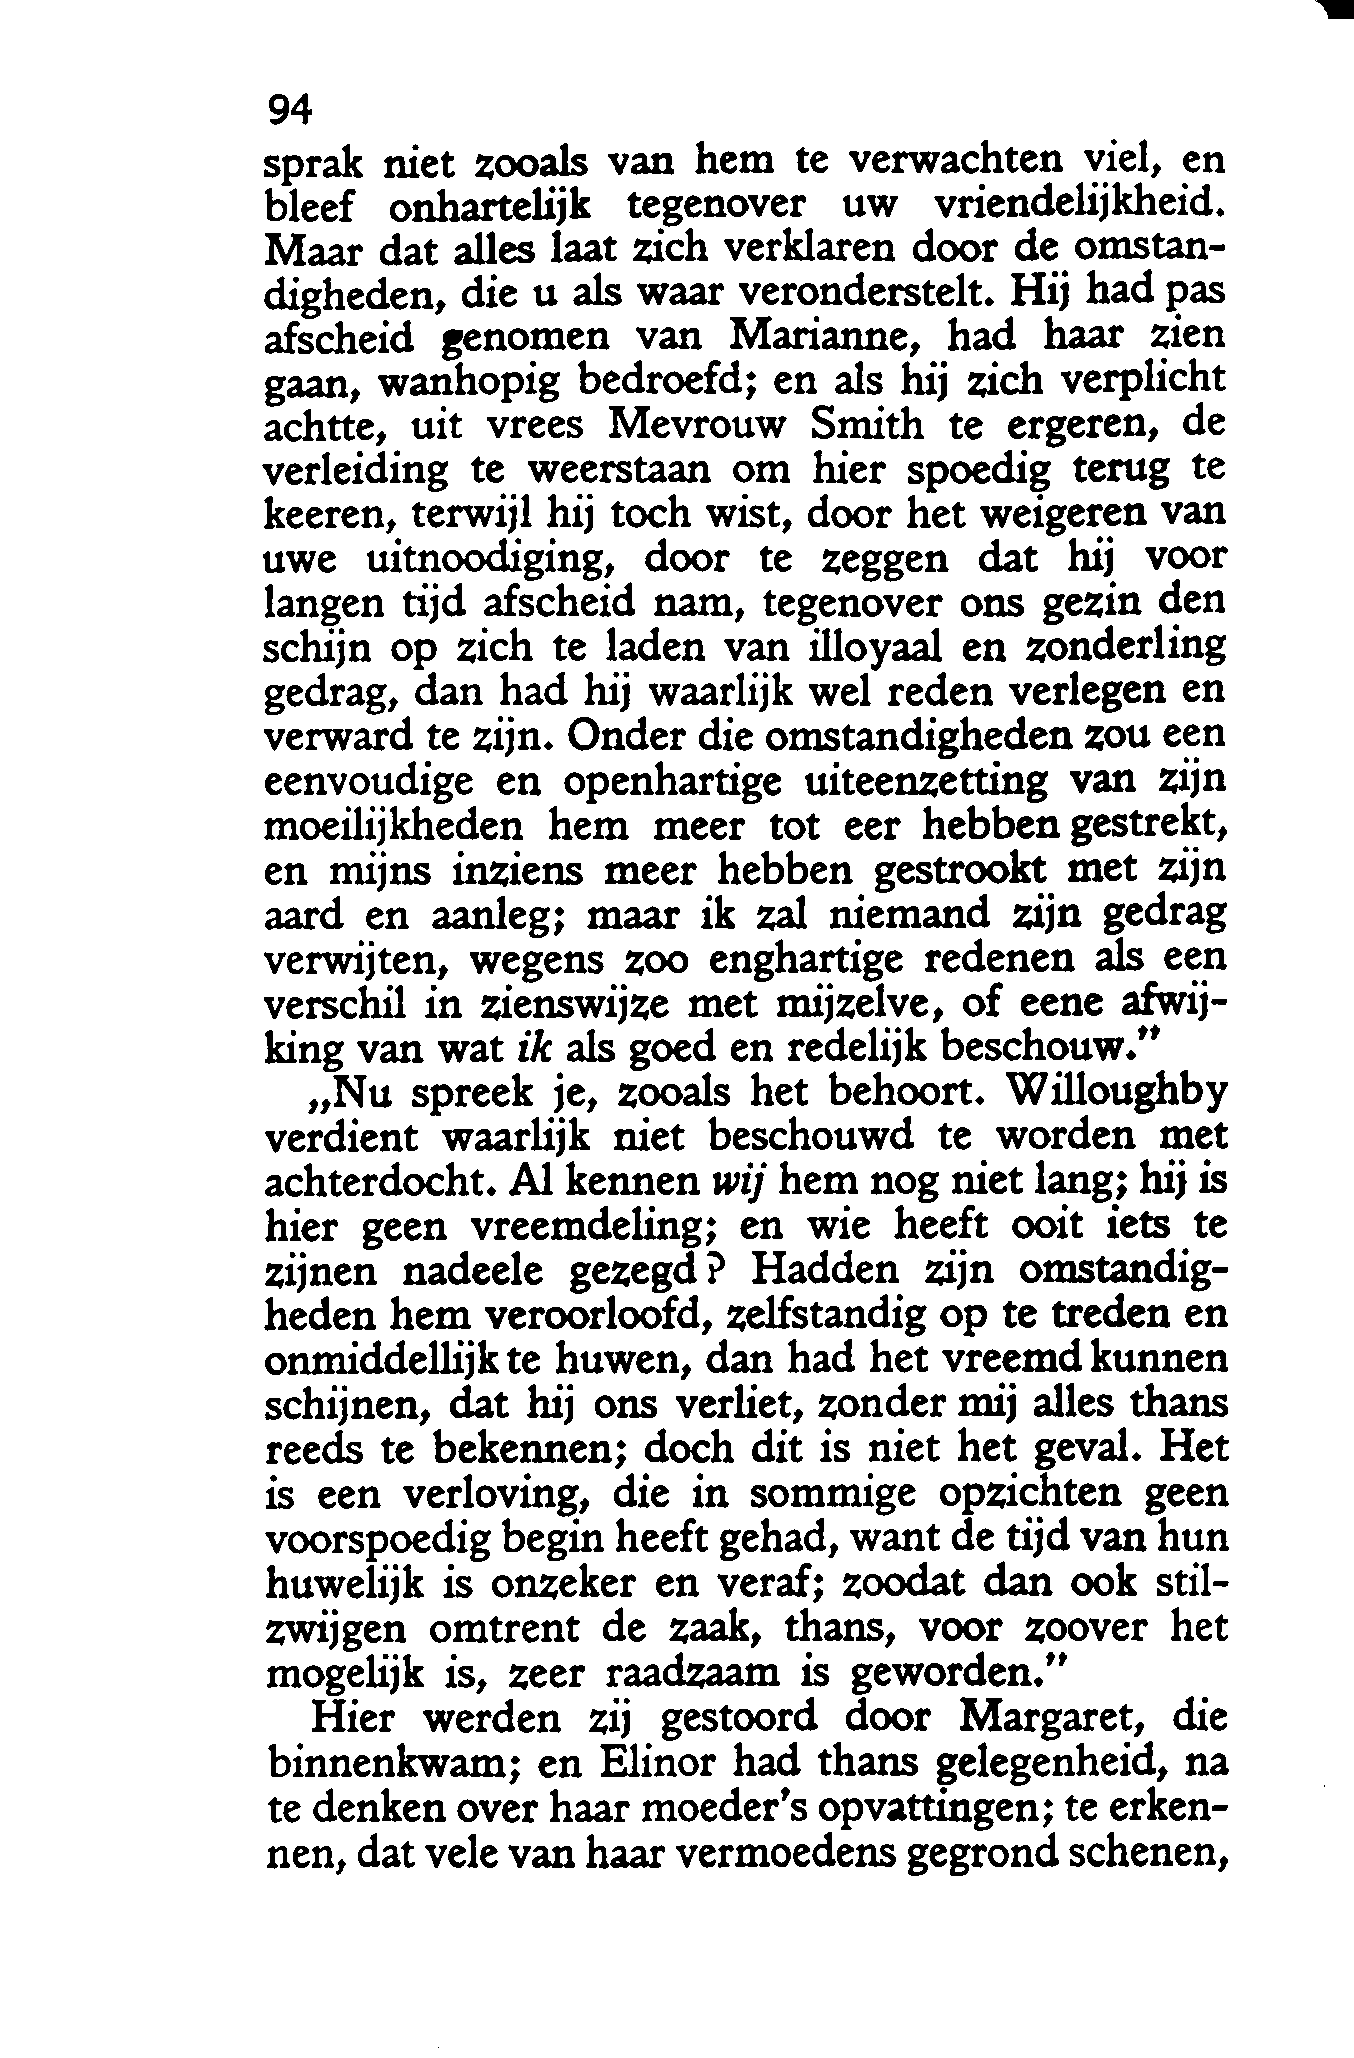 94
sprak niet zooals van hem te verwachten viel, en
bleef onhartelijk tegenover uw vriendelijkheid.
Maar dat alles laat zich verklaren door de omstan-
digheden, die u als waar veronderstelt. Hij had pas
afscheid genomen van Marianne, had haar zien
gaan, wanhopig bedroefd; en als hij zich verplicht
achtte, uit vrees Mevrouw Smith te ergeren, de
verleiding te weerstaan om hier spoedig terug te
keeren, terwijl hij toch wist, door het weigeren van
uwe uitnoodiging, door te zeggen dat hij voor
langen tijd afscheid nam, tegenover ons gezin den
schijn op zich te laden van illoyaal en zonderling
gedrag, dan had hij waarlijk wel reden verlegen en
verward te zijn. Onder die omstandigheden zou een
eenvoudige en openhartige uiteenzetting van zijn
moeilijkheden hem meer tot eer hebben gestrekt,
en mijns inziens meer hebben gestrookt met zijn
aard en aanleg; maar ik zal niemand zijn gedrag
verwijten, wegens zoo enghartige redenen als een
verschil in zienswijze met mijzelve, of eene afwij-
king van wat ik als goed en redelijk beschouw."
„Nu spreek je, zooals het behoort. Willoughby
verdient waarlijk niet beschouwd te worden met
achterdocht. Al kennen wij hem nog niet lang; hij is
hier geen vreemdeling; en wie heeft ooit iets te
zijnen nadeele gezegd? Hadden zijn omstandig-
heden hem veroorloofd, zelfstandig op te treden en
onmiddellijk te huwen, dan had het vreemd kunnen
schijnen, dat hij ons verliet, zonder mij alles thans
reeds te bekennen; doch dit is niet het geval. Het
is een verloving, die in sommige opzichten geen
voorspoedig begin heeft gehad, want de tijd van hun
huwelijk is onzeker en veraf; zoodat dan ook stil-
zwijgen omtrent de zaak, thans, voor zoover het
mogelijk is, zeer raadzaam is geworden."
Hier werden zij gestoord door Margaret, die
binnenkwam; en Elinor had thans gelegenheid, na
te denken over haar moeder's opvattingen; te erken-
nen, dat vele van haar vermoedens gegrond schenen,